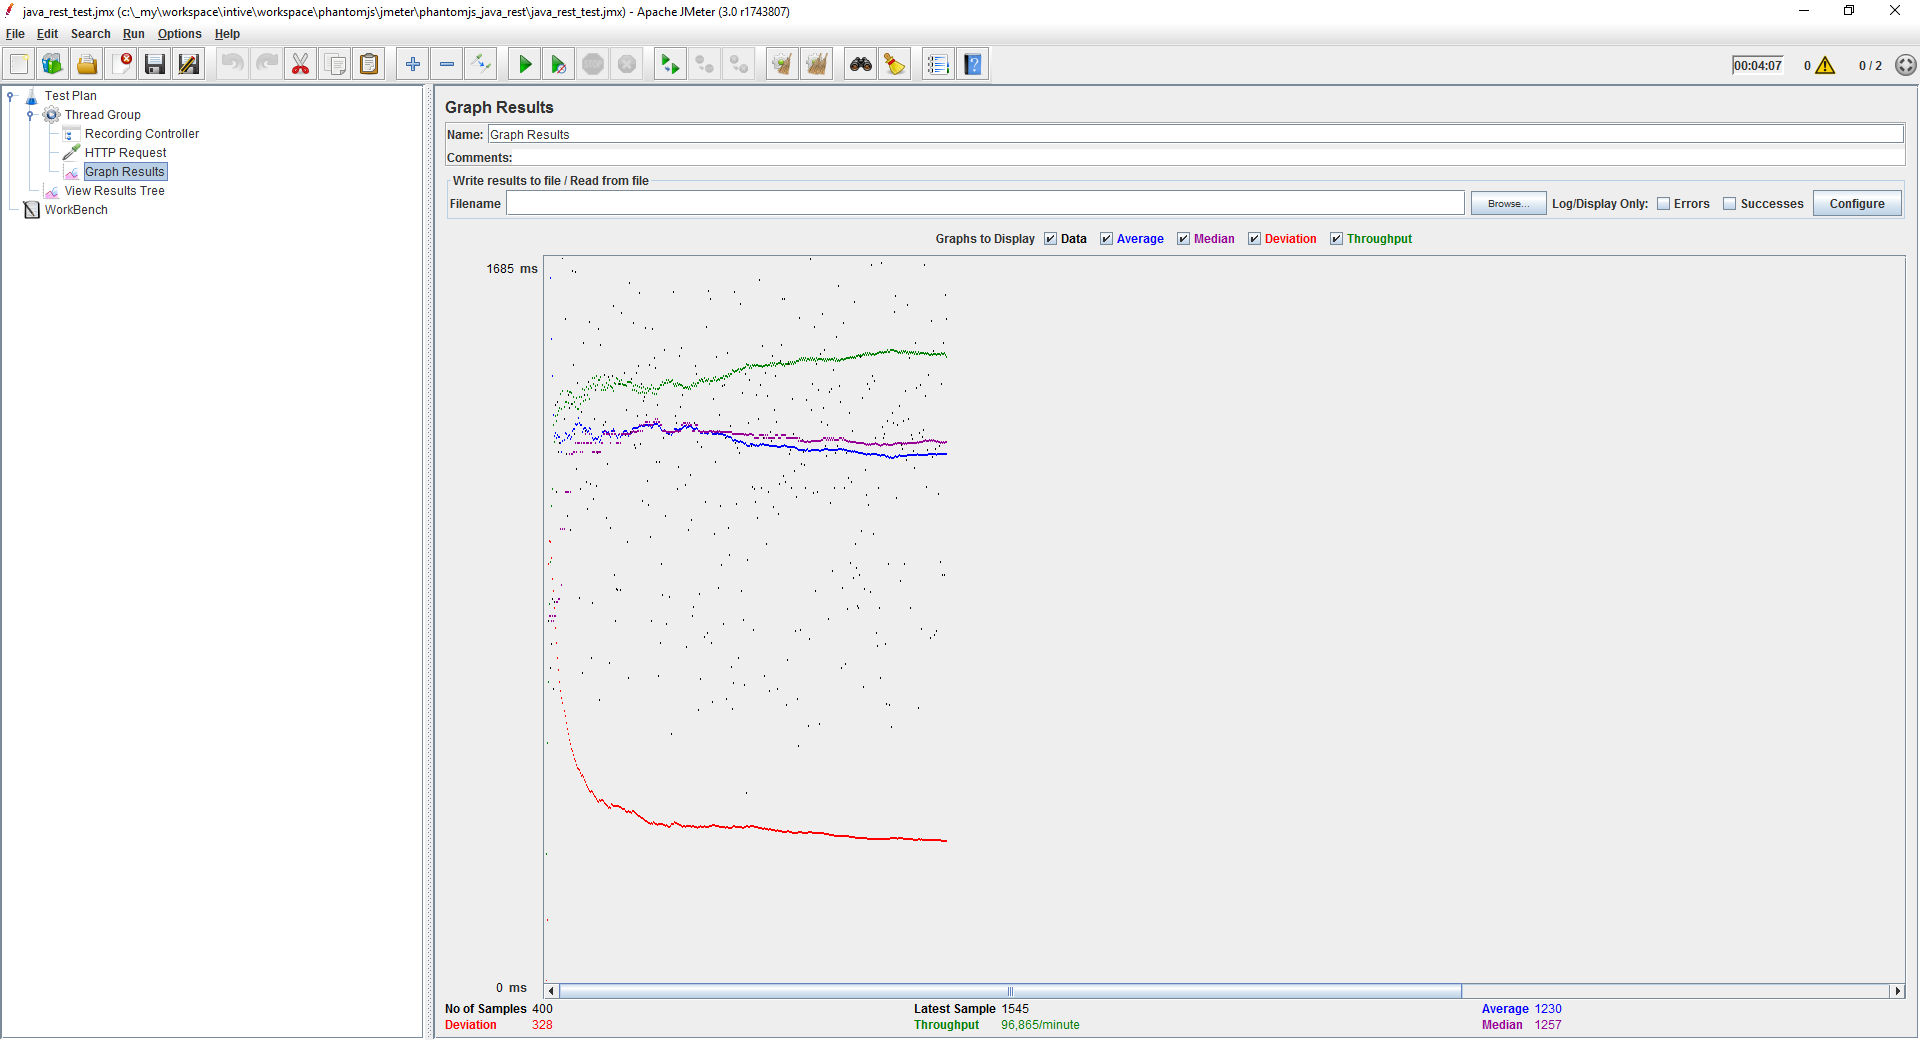 java_rest_test.jmx (c:\_my\workspace\intive\workspace\phantomjs\jmeter\phantomjs_java_rest\java_rest_test.jmx) - Apache JMeter (3.0 r1743807)
File Edit Search Run Options Help
STOP
00:04:07 0 0 / 2
Test Plan
Thread Group
Recording Controller
HTTP Request
Graph Results
View Results Tree
WorkBench
Graph Results
Name: Graph Results
Comments:
Write results to file / Read from file
Filename Browse... Log/Display Only: Errors Successes Configure
Graphs to Display Data Average Median Deviation Throughput
1685 ms
0 ms
No of Samples 400 Latest Sample 1545 Average 1230
Deviation 328 Throughput 96,865/minute Median 1257